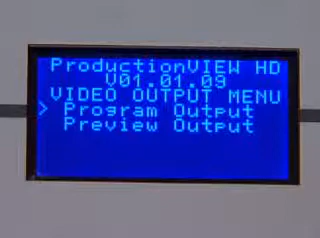 ProductionVIEW HD
V01.01.09
VIDEO OUTPUT MENU
> Program Output
Preview Output